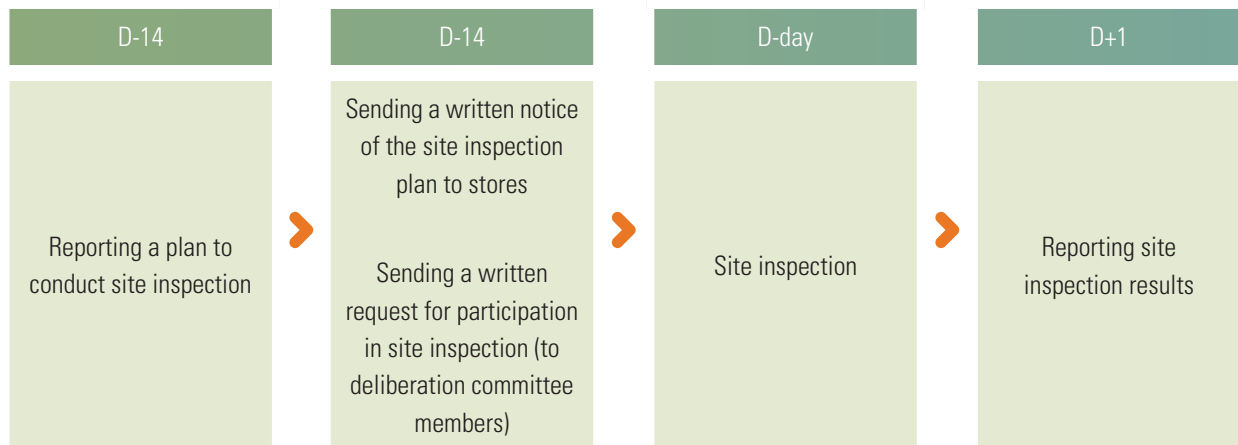 D-14
Reporting a plan to
conduct site inspection
D-14
Sending a written notice
of the site inspection
plan to stores
Sending a written
request for participation
in site inspection (to
deliberation committee
members)
D-day
Site inspection
D+1
Reporting site
inspection results